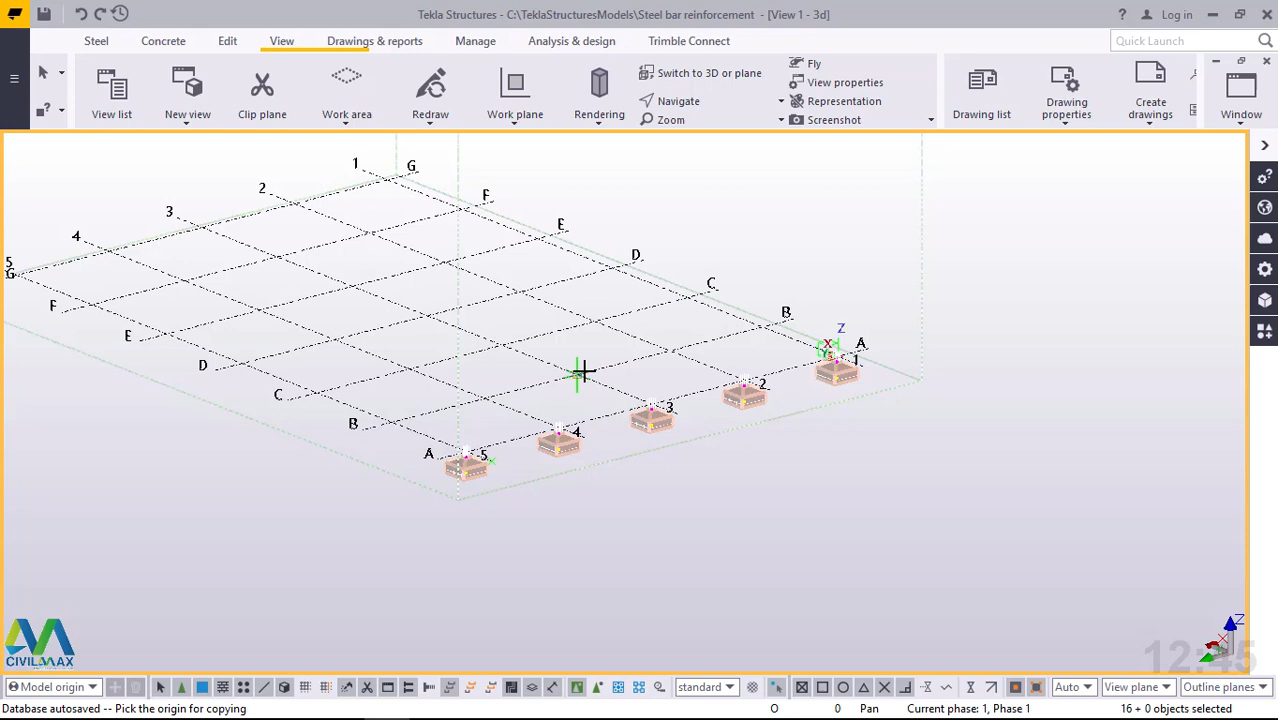 Tekla Structures - C:\TeklaStructuresModels\Steel bar reinforcement - [View 1 - 3d]
? Log in
Steel Concrete Edit View Drawings & reports Manage Analysis & design Trimble Connect Quick Launch
View list
New view
Clip plane
Work area
Redraw
Work plane
Rendering
Switch to 3D or plane
Navigate
Zoom
Fly
View properties
Representation
Screenshot
Drawing list
Drawing properties
Create drawings
Window
1 G
2 F
3 E
4 D
5 C
G B
F Z
E X A
D 1
C 2
B 3
A 4
5 x
CIVILMAX
12:45
Z
X
Model origin standard Auto View plane Outline planes
Database autosaved -- Pick the origin for copying O 0 Pan Current phase: 1, Phase 1 16 + 0 objects selected